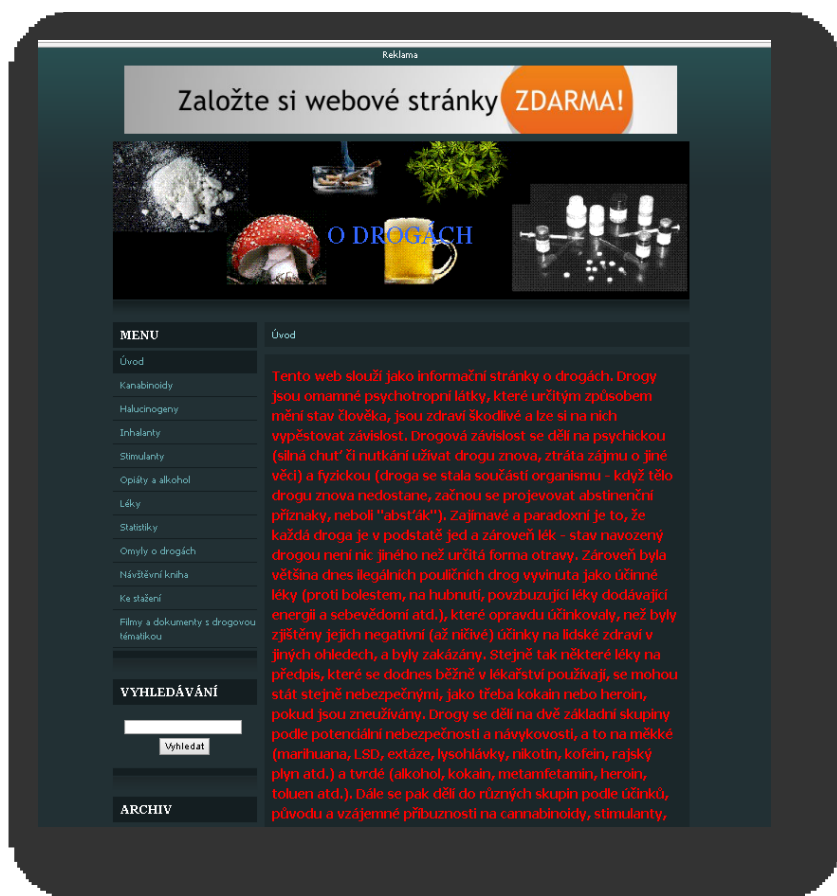 Reklama
Založte si webové stránky ZDARMA!
O DROGÁCH
MENU
Úvod
Kanabinoidy
Halucinogeny
Inhalanty
Stimulanty
Opiáty a alkohol
Léky
Statistiky
Omyly o drogách
Návštěvní kniha
Ke stažení
Filmy a dokumenty s drogovou
tématikou
VYHLEDÁVÁNÍ
Vyhledat
ARCHIV
Úvod
Tento web slouží jako informační stránky o drogách. Drogy
jsou omamné psychotropní látky, které určitým způsobem
mění stav člověka, jsou zdraví škodlivé a lze si na nich
vypěstovat závislost. Drogová závislost se dělí na psychickou
(silná chuť či nutkání užívat drogu znova, ztráta zájmu o jiné
věci) a fyzickou (droga se stala součástí organismu - když tělo
drogu znova nedostane, začnou se projevovat abstinenční
příznaky, neboli "absťák"). Zajímavé a paradoxní je to, že
každá droga je v podstatě jed a zároveň lék - stav navozený
drogou není nic jiného než určitá forma otravy. Zároveň byla
většina dnes ilegálních pouličních drog vyvinuta jako účinné
léky (proti bolestem, na hubnutí, povzbuzující léky dodávající
energii a sebevědomí atd.), které opravdu účinkovaly, než byly
zjištěny jejich negativní (až ničivé) účinky na lidské zdraví v
jiných ohledech, a byly zakázány. Stejně tak některé léky na
předpis, které se dodnes běžně v lékařství používají, se mohou
stát stejně nebezpečnými, jako třeba kokain nebo heroin,
pokud jsou zneužívány. Drogy se dělí na dvě základní skupiny
podle potenciální nebezpečnosti a návykovosti, a to na měkké
(marihuana, LSD, extáze, lysohlávky, nikotin, kofein, rajský
plyn atd.) a tvrdé (alkohol, kokain, metamfetamin, heroin,
toluen atd.). Dále se pak dělí do různých skupin podle účinků,
původu a vzájemné příbuznosti na cannabinoidy, stimulanty,